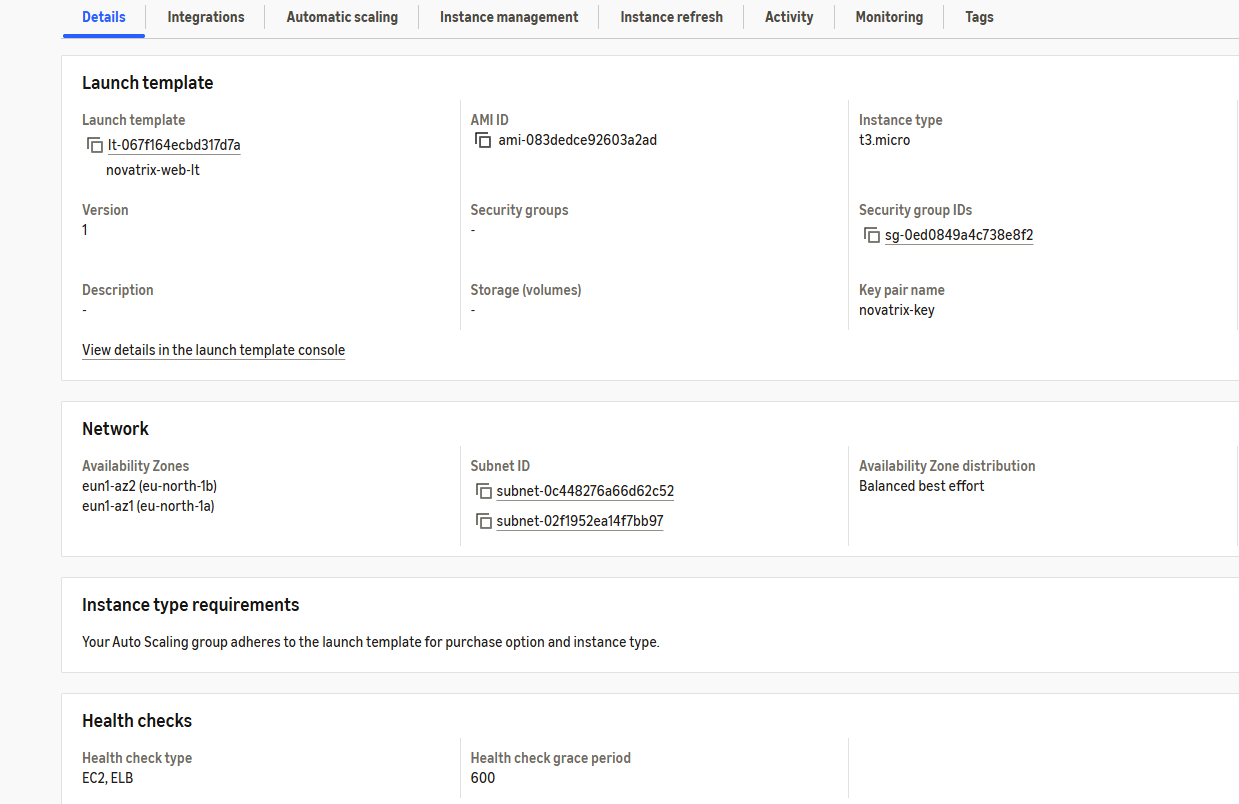 Details Integrations Automatic scaling Instance management Instance refresh Activity Monitoring Tags
Launch template
Launch template
lt-067f164ecbd317d7a
novatrix-web-lt
AMI ID
ami-083dedce92603a2ad
Instance type
t3.micro
Version
1
Security groups
-
Security group IDs
sg-0ed0849a4c738e8f2
Description
-
Storage (volumes)
-
Key pair name
novatrix-key
View details in the launch template console
Network
Availability Zones
eun1-az2 (eu-north-1b)
eun1-az1 (eu-north-1a)
Subnet ID
subnet-0c448276a66d62c52
subnet-02f1952ea14f7bb97
Availability Zone distribution
Balanced best effort
Instance type requirements
Your Auto Scaling group adheres to the launch template for purchase option and instance type.
Health checks
Health check type
EC2, ELB
Health check grace period
600